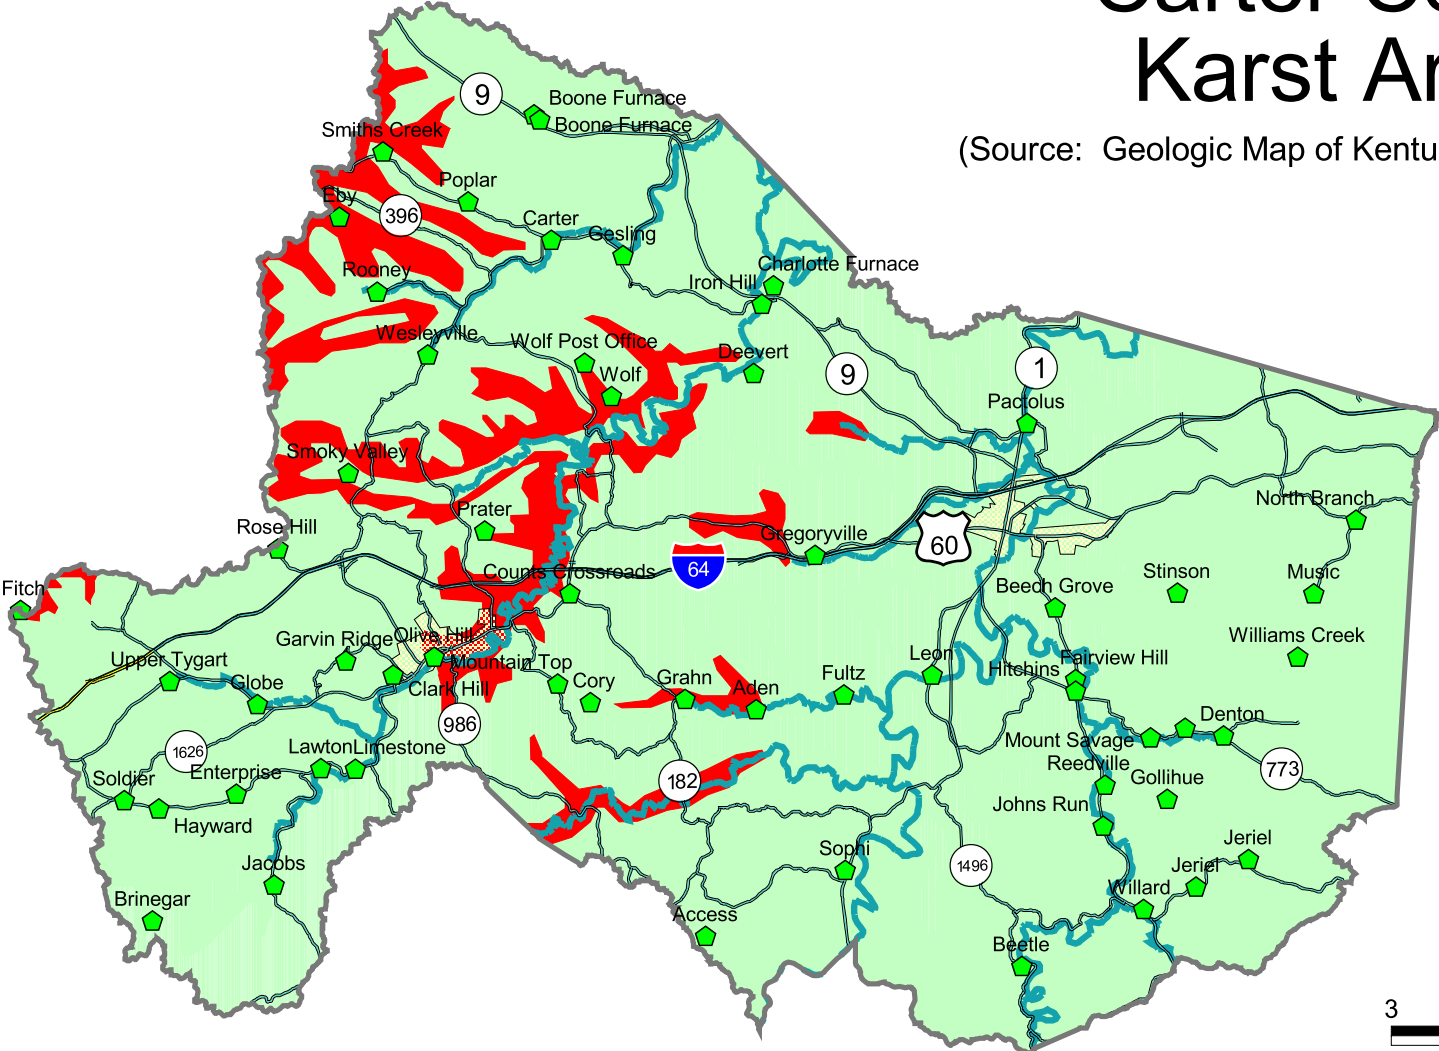 Carter Co
Karst Ar
(Source: Geologic Map of Kentu
9
Boone Furnace
Boone Furnace
Smiths Creek
Poplar
Eby
396
Carter
Gesling
Charlotte Furnace
Rooney
Iron Hill
Wesleyville
Wolf Post Office
Deevert
Wolf
9
1
Pactolus
Smoky Valley
North Branch
Prater
Rose Hill
Gregoryville
60
64
Counts Crossroads
Fitch
Beech Grove
Stinson
Music
Garvin Ridge
Olive Hill
Williams Creek
Upper Tygart
Mountain Top
Leon
Fairview Hill
Hitchins
Globe
Clark Hill
Cory
Grahn
Aden
Fultz
986
Denton
1626
Lawton
Limestone
Mount Savage
Reedville
773
Soldier
Enterprise
182
Gollihue
Hayward
Johns Run
Jacobs
Sophi
1496
Jeriel
Jeriel
Brinegar
Willard
Access
Beetle
3